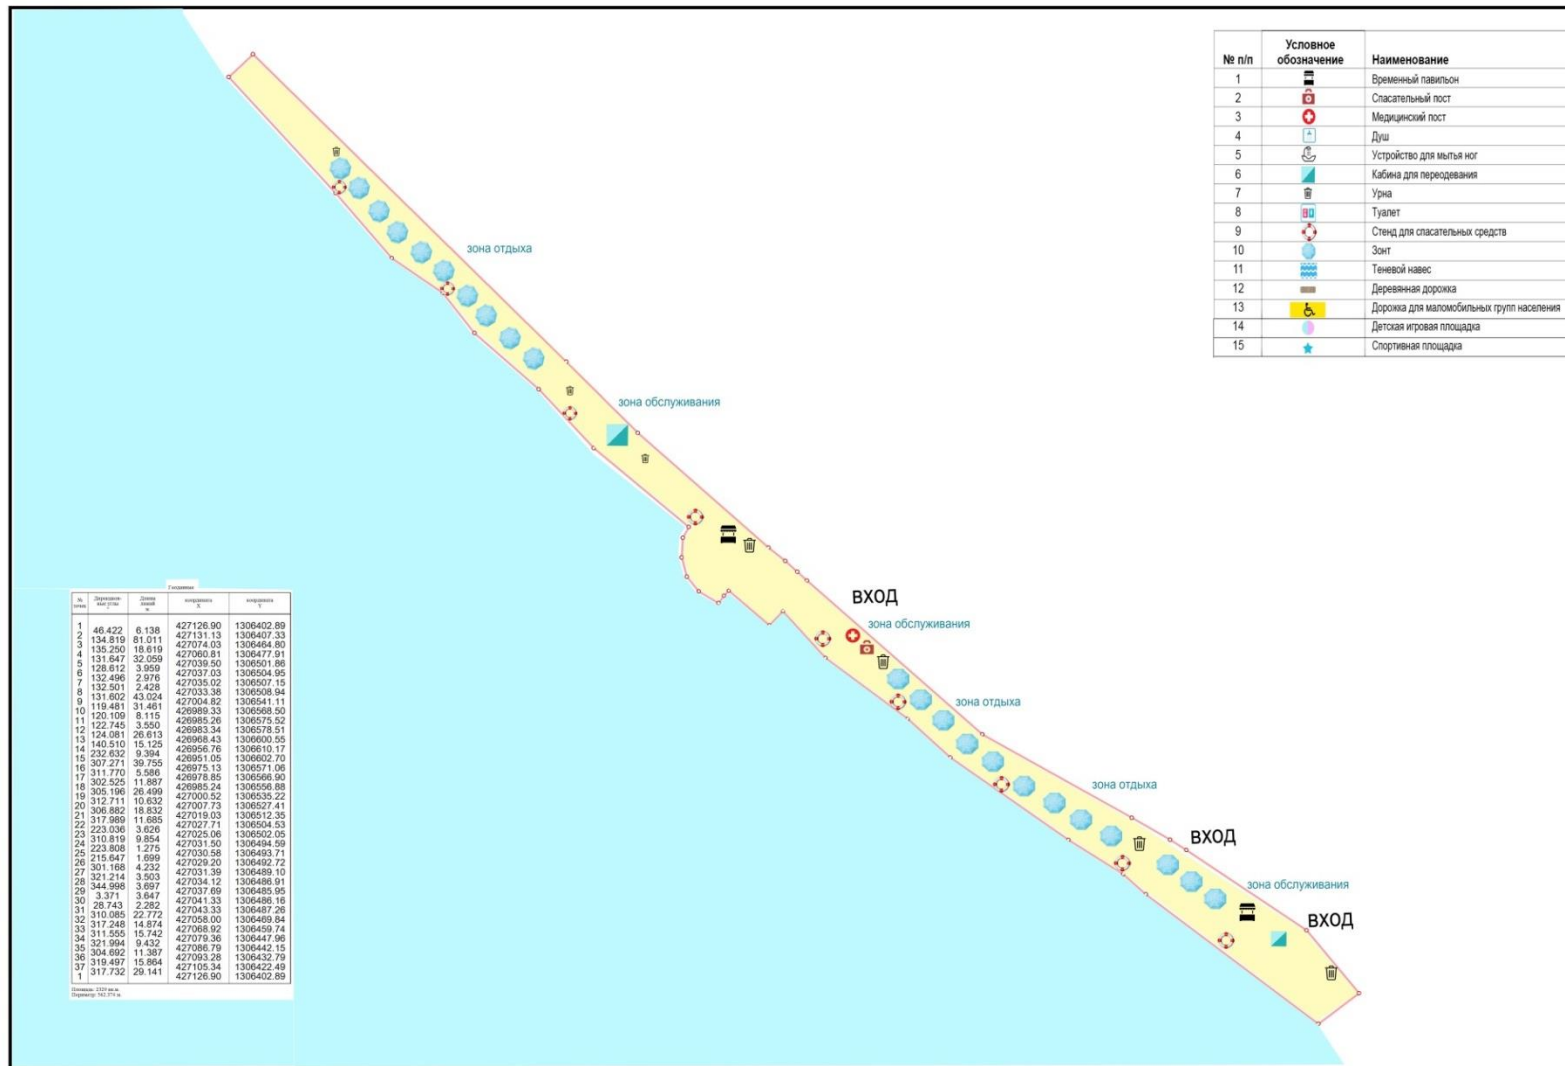 № п/п Условное обозначение Наименование
1 Временный павильон
2 Спасательный пост
3 Медицинский пост
4 Душ
5 Устройство для мытья ног
6 Кабина для переодевания
7 Урна
8 Туалет
9 Стенд для спасательных средств
10 Зонт
11 Теневой навес
12 Деревянная дорожка
13 Дорожка для маломобильных групп населения
14 Детская игровая площадка
15 Спортивная площадка
зона отдыха
зона обслуживания
ВХОД
зона обслуживания
зона отдыха
зона отдыха
ВХОД
зона обслуживания
ВХОД
координата X координата Y
1 427126.90 1306402.89
46.422 6.138
2 427131.13 1306407.33
134.819 81.011
3 427074.03 1306464.80
135.250 18.619
4 427060.81 1306477.91
131.647 32.059
5 427039.50 1306501.86
128.612 3.959
6 427037.03 1306504.95
132.496 2.976
7 427035.02 1306507.15
132.501 2.428
8 427033.38 1306508.94
131.602 43.024
9 427004.82 1306541.11
119.481 31.461
10 426989.33 1306568.50
120.109 8.115
11 426985.26 1306575.52
122.745 3.550
12 426983.34 1306578.51
124.081 26.613
13 426968.43 1306600.55
140.510 15.125
14 426956.76 1306610.17
232.632 9.394
15 426951.05 1306602.70
307.271 39.755
16 426975.13 1306571.06
311.770 5.586
17 426978.85 1306566.90
302.525 11.887
18 426985.24 1306556.88
305.196 26.499
19 427000.52 1306535.22
312.711 10.632
20 427007.73 1306527.41
306.882 18.832
21 427019.03 1306512.35
317.989 11.685
22 427027.71 1306504.53
223.036 3.626
23 427025.06 1306502.05
310.819 9.854
24 427031.50 1306494.59
223.808 1.275
25 427030.58 1306493.71
215.647 1.699
26 427029.20 1306492.72
301.168 4.232
27 427031.39 1306489.10
321.214 3.503
28 427034.12 1306486.91
344.998 3.697
29 427037.69 1306485.95
3.371 3.647
30 427041.33 1306486.16
28.743 2.282
31 427043.33 1306487.26
310.085 22.772
32 427058.00 1306469.84
317.248 14.874
33 427068.92 1306459.74
311.555 15.742
34 427079.36 1306447.96
321.994 9.432
35 427086.79 1306442.15
304.692 11.387
36 427093.28 1306432.79
319.497 15.864
37 427105.34 1306422.49
317.732 29.141
1 427126.90 1306402.89